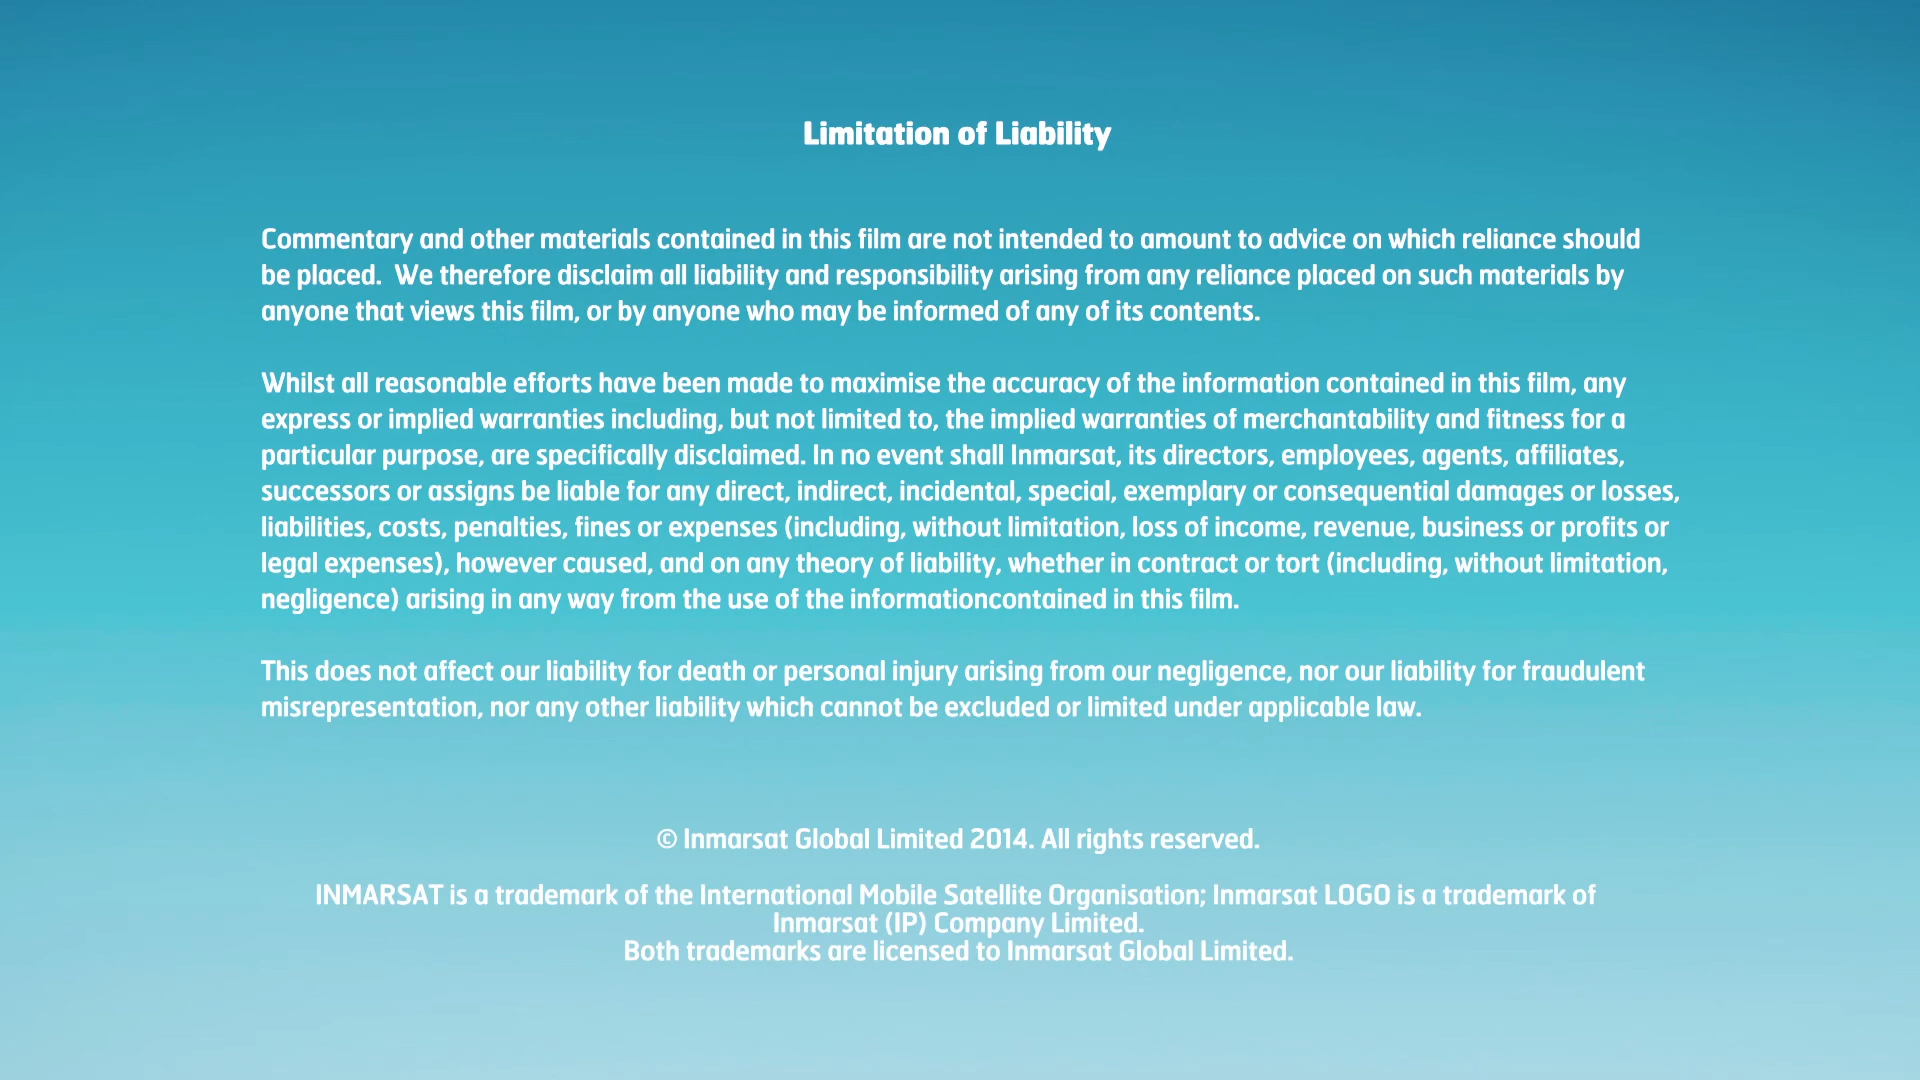 Limitation of Liability
Commentary and other materials contained in this film are not intended to amount to advice on which reliance should
be placed.  We therefore disclaim all liability and responsibility arising from any reliance placed on such materials by
anyone that views this film, or by anyone who may be informed of any of its contents.
Whilst all reasonable efforts have been made to maximise the accuracy of the information contained in this film, any
express or implied warranties including, but not limited to, the implied warranties of merchantability and fitness for a
particular purpose, are specifically disclaimed. In no event shall Inmarsat, its directors, employees, agents, affiliates,
successors or assigns be liable for any direct, indirect, incidental, special, exemplary or consequential damages or losses,
liabilities, costs, penalties, fines or expenses (including, without limitation, loss of income, revenue, business or profits or
legal expenses), however caused, and on any theory of liability, whether in contract or tort (including, without limitation,
negligence) arising in any way from the use of the informationcontained in this film.
This does not affect our liability for death or personal injury arising from our negligence, nor our liability for fraudulent
misrepresentation, nor any other liability which cannot be excluded or limited under applicable law.
© Inmarsat Global Limited 2014. All rights reserved.
INMARSAT is a trademark of the International Mobile Satellite Organisation; Inmarsat LOGO is a trademark of
Inmarsat (IP) Company Limited.
Both trademarks are licensed to Inmarsat Global Limited.